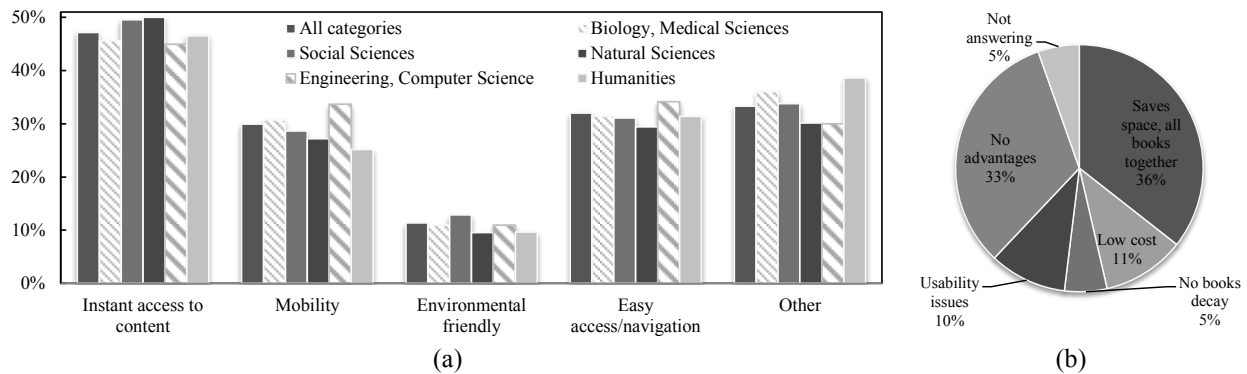 50%
40%
30%
20%
10%
0%
All categories
Biology, Medical Sciences
Social Sciences
Natural Sciences
Engineering, Computer Science
Humanities
Instant access to
content
Mobility
Environmental
friendly
Easy
access/navigation
Other
(a)
Not
answering
5%
Saves
space, all
books
together
36%
No
advantages
33%
Low cost
11%
Usability
issues
10%
No books
decay
5%
(b)